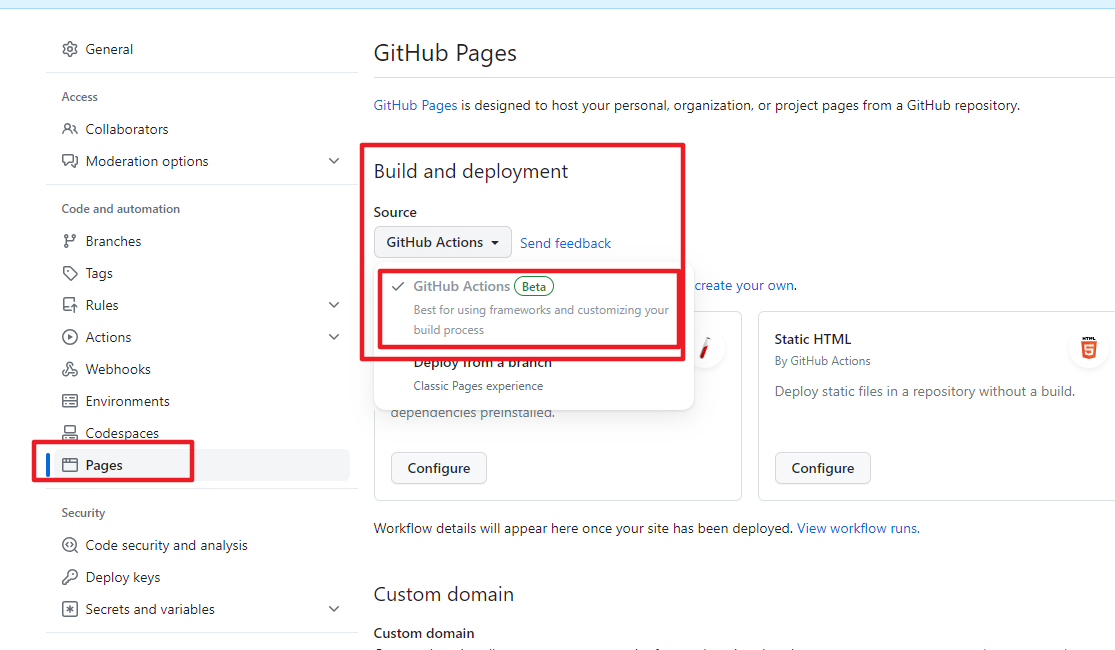 General
Access
Collaborators
Moderation options
Code and automation
Branches
Tags
Rules
Actions
Webhooks
Environments
Codespaces
Pages
Security
Code security and analysis
Deploy keys
Secrets and variables
GitHub Pages
GitHub Pages is designed to host your personal, organization, or project pages from a GitHub repository.
Build and deployment
Source
GitHub Actions
Send feedback
GitHub Actions Beta
Best for using frameworks and customizing your
build process
Deploy from a branch
Classic Pages experience
create your own.
dependencies preinstalled.
Configure
Static HTML
By GitHub Actions
HTML
5
Deploy static files in a repository without a build.
Configure
Workflow details will appear here once your site has been deployed. View workflow runs.
Custom domain
Custom domain